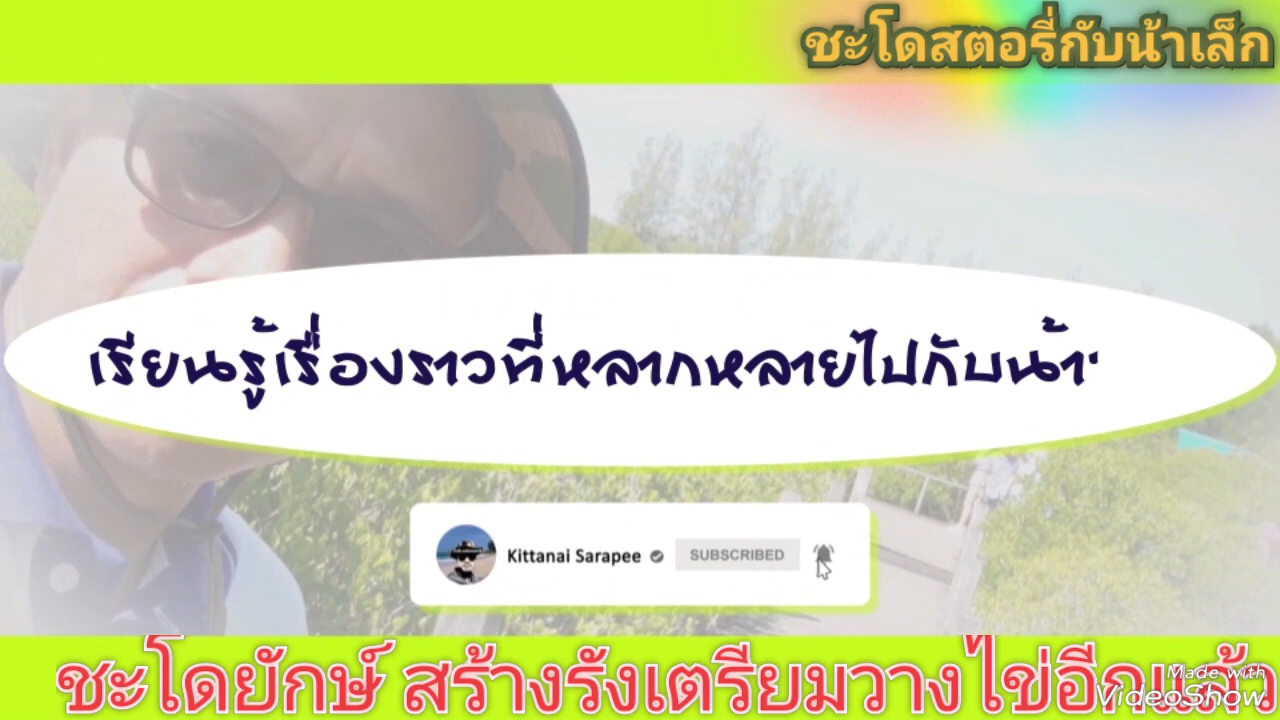 ชะโดสตอรี่กับน้าเล็ก
เรียนรู้เรื่องราวที่หลากหลายไปกับน้า
Kittanai Sarapee
SUBSCRIBED
ชะโดยักษ์ สร้างรังเตรียมวางไข่อีกแล้ว
Made with
VideoShow